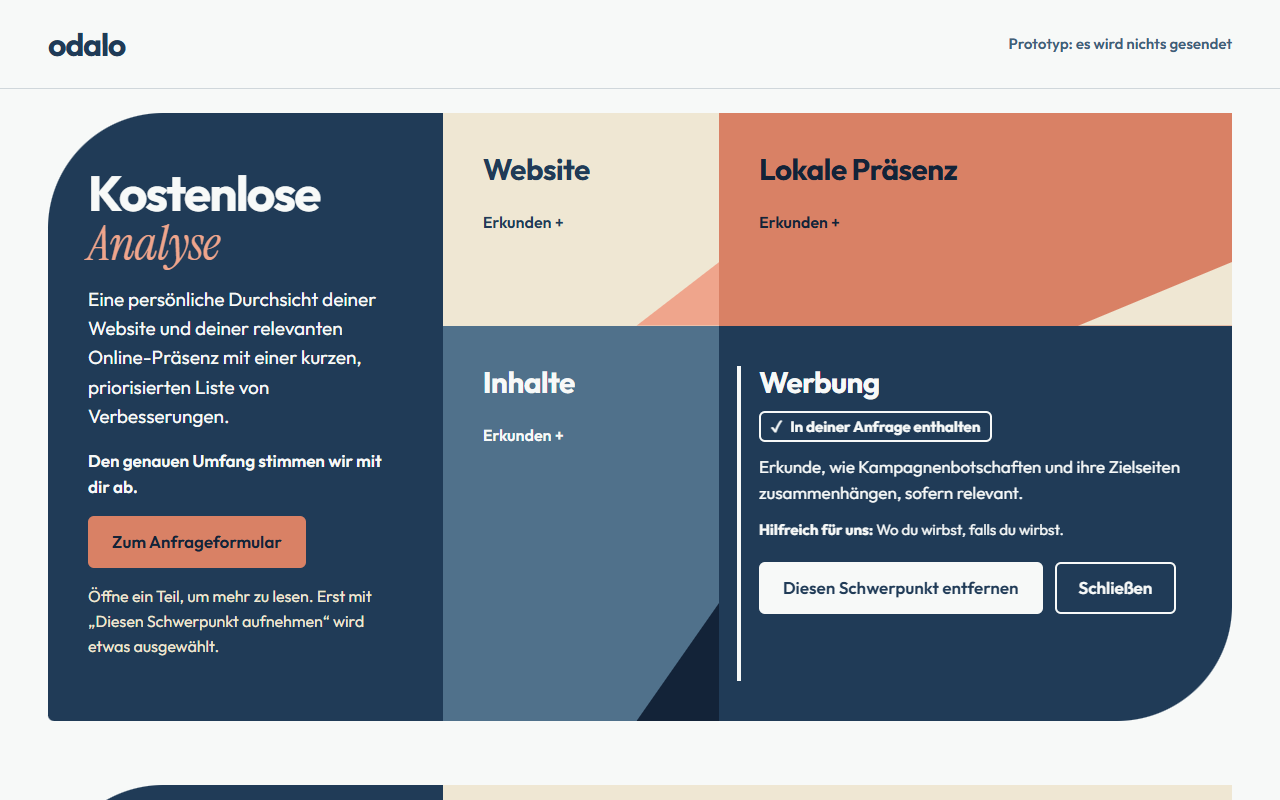 odalo
Prototyp: es wird nichts gesendet
Kostenlose
Analyse
Eine persönliche Durchsicht deiner
Website und deiner relevanten
Online-Präsenz mit einer kurzen,
priorisierten Liste von
Verbesserungen.
Den genauen Umfang stimmen wir mit
dir ab.
Zum Anfrageformular
Öffne ein Teil, um mehr zu lesen. Erst mit
„Diesen Schwerpunkt aufnehmen“ wird
etwas ausgewählt.
Website
Erkunden +
Lokale Präsenz
Erkunden +
Inhalte
Erkunden +
Werbung
✓ In deiner Anfrage enthalten
Erkunde, wie Kampagnenbotschaften und ihre Zielseiten
zusammenhängen, sofern relevant.
Hilfreich für uns: Wo du wirbst, falls du wirbst.
Diesen Schwerpunkt entfernen
Schließen